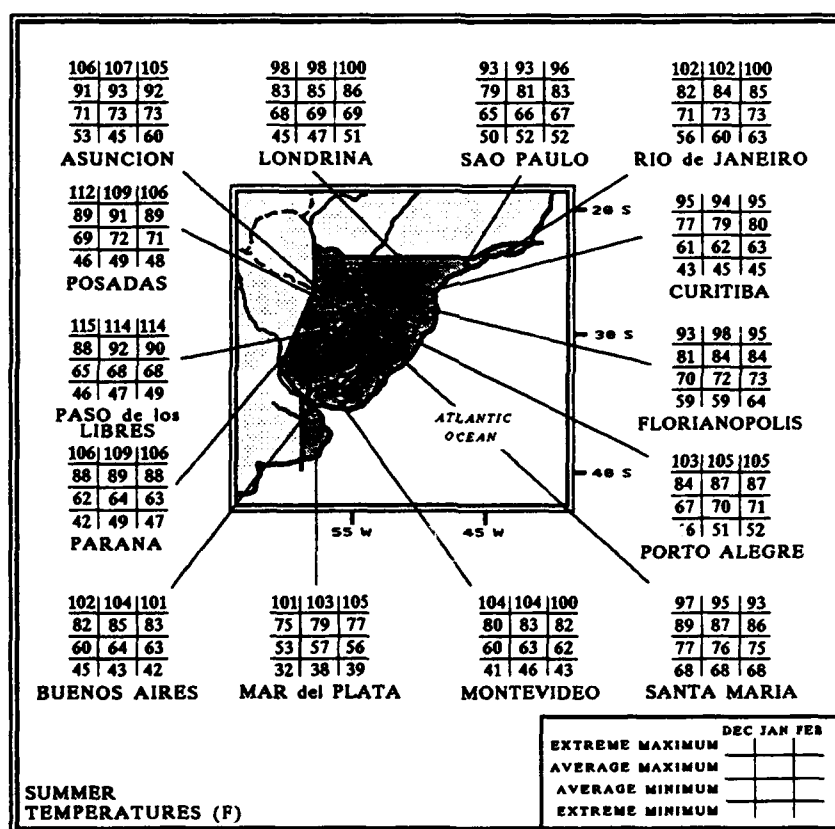 106 107 105
91 93 92
71 73 73
53 45 60
ASUNCION
98 98 100
83 85 86
68 69 69
45 47 51
LONDRINA
93 93 96
79 81 83
65 66 67
50 52 52
SAO PAULO
102 102 100
82 84 85
71 73 73
56 60 63
RIO de JANEIRO
112 109 106
89 91 89
69 72 71
46 49 48
POSADAS
95 94 95
77 79 80
61 62 63
43 45 45
CURITIBA
115 114 114
88 92 90
65 68 68
46 47 49
PASO de los
LIBRES
93 98 95
81 84 84
70 72 73
59 59 64
FLORIANOPOLIS
106 109 106
88 89 88
62 64 63
42 49 47
PARANA
103 105 105
84 87 87
67 70 71
6 51 52
PORTO ALEGRE
20 S
30 S
40 S
ATLANTIC
OCEAN
55 W 45 W
102 104 101
82 85 83
60 64 63
45 43 42
BUENOS AIRES
101 103 105
75 79 77
53 57 56
32 38 39
MAR del PLATA
104 104 100
80 83 82
60 63 62
41 46 43
MONTEVIDEO
97 95 93
89 87 86
77 76 75
68 68 68
SANTA MARIA
SUMMER
TEMPERATURES (F)
DEC JAN FEB
EXTREME MAXIMUM
AVERAGE MAXIMUM
AVERAGE MINIMUM
EXTREME MINIMUM